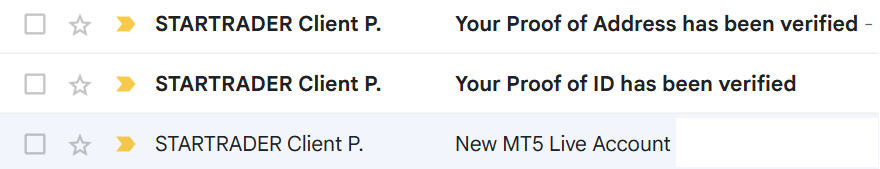 STARTRADER Client P. Your Proof of Address has been verified -
STARTRADER Client P. Your Proof of ID has been verified
STARTRADER Client P. New MT5 Live Account